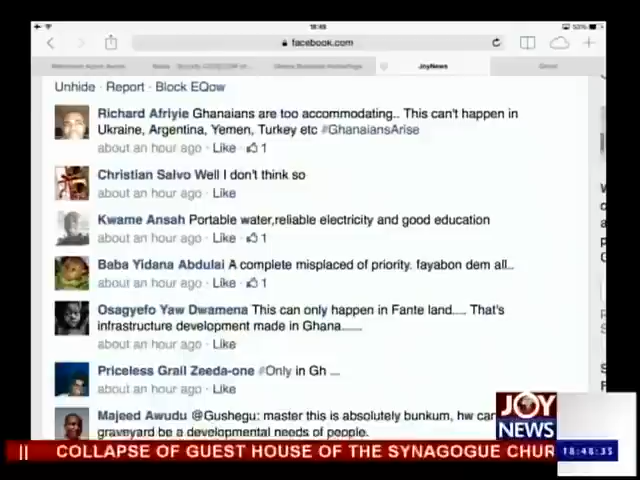 18:49
53%
facebook.com
JoyNews
Unhide · Report · Block EQow
Richard Afriyie Ghanaians are too accommodating.. This can't happen in
Ukraine, Argentina, Yemen, Turkey etc #GhanaiansArise
about an hour ago · Like · 1
Christian Salvo Well I don't think so
about an hour ago · Like
Kwame Ansah Portable water,reliable electricity and good education
about an hour ago · Like · 1
Baba Yidana Abdulai A complete misplaced of priority. fayabon dem all..
about an hour ago · Like · 1
Osagyefo Yaw Dwamena This can only happen in Fante land.... That's
infrastructure development made in Ghana......
about an hour ago · Like
Priceless Grail Zeeda-one #Only in Gh ...
about an hour ago · Like
Majeed Awudu @Gushegu: master this is absolutely bunkum, hw can
graveyard be a developmental needs of people.
JOY
NEWS
COLLAPSE OF GUEST HOUSE OF THE SYNAGOGUE CHUR
18:48:35